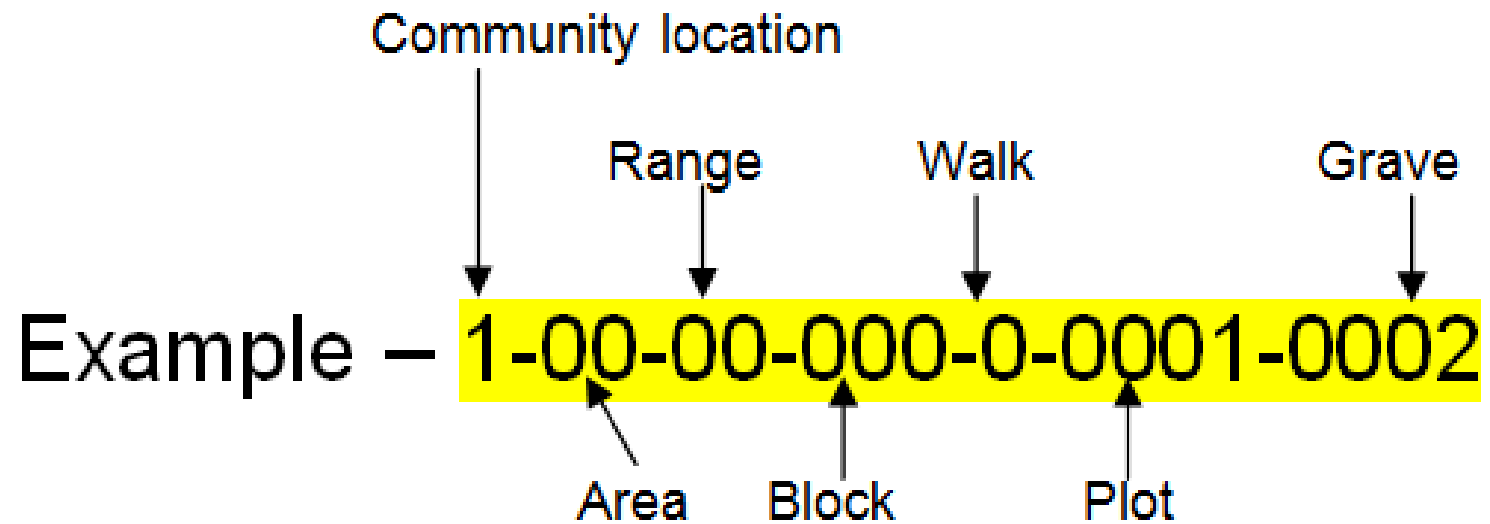 Community location
Range Walk Grave
Example – 1-00-00-000-0-0001-0002
Area Block Plot